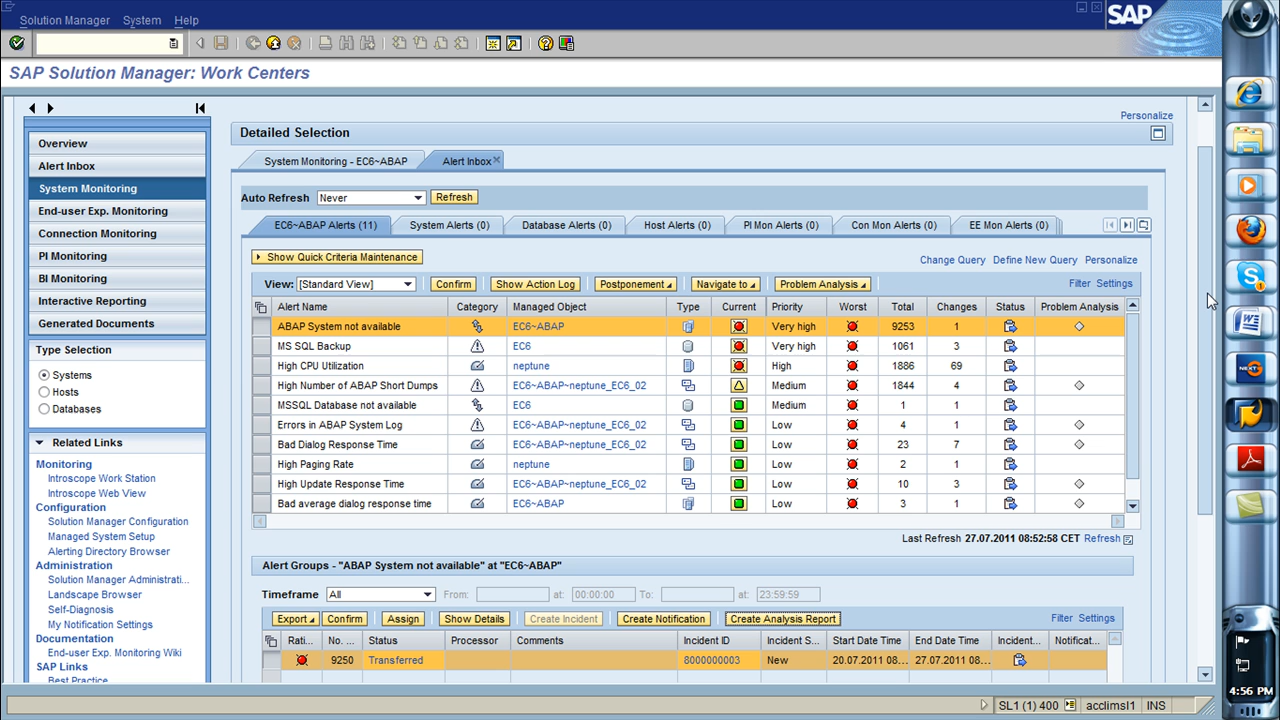 Solution Manager System Help
SAP
SAP Solution Manager: Work Centers
Personalize
Overview
Alert Inbox
System Monitoring
End-user Exp. Monitoring
Connection Monitoring
PI Monitoring
BI Monitoring
Interactive Reporting
Generated Documents
Type Selection
Systems
Hosts
Databases
Related Links
Monitoring
Introscope Work Station
Introscope Web View
Configuration
Solution Manager Configuration
Managed System Setup
Alerting Directory Browser
Administration
Solution Manager Administrati...
Landscape Browser
Self-Diagnosis
My Notification Settings
Documentation
End-user Exp. Monitoring Wiki
SAP Links
Best Practice
Detailed Selection
System Monitoring - EC6~ABAP Alert Inbox
Auto Refresh Never Refresh
EC6~ABAP Alerts (11) System Alerts (0) Database Alerts (0) Host Alerts (0) PI Mon Alerts (0) Con Mon Alerts (0) EE Mon Alerts (0)
Show Quick Criteria Maintenance Change Query Define New Query Personalize
View: [Standard View] Confirm Show Action Log Postponement Navigate to Problem Analysis Filter Settings
Alert Name Category Managed Object Type Current Priority Worst Total Changes Status Problem Analysis
ABAP System not available EC6~ABAP Very high 9253 1
MS SQL Backup EC6 Very high 1061 3
High CPU Utilization neptune High 1886 69
High Number of ABAP Short Dumps EC6~ABAP~neptune_EC6_02 Medium 1844 4
MSSQL Database not available EC6 Medium 1 1
Errors in ABAP System Log EC6~ABAP~neptune_EC6_02 Low 4 1
Bad Dialog Response Time EC6~ABAP~neptune_EC6_02 Low 23 7
High Paging Rate neptune Low 2 1
High Update Response Time EC6~ABAP~neptune_EC6_02 Low 10 3
Bad average dialog response time EC6~ABAP Low 3 1
Last Refresh 27.07.2011 08:52:58 CET Refresh
Alert Groups - "ABAP System not available" at "EC6~ABAP"
Timeframe All From: at: 00:00:00 To: at: 23:59:59
Export Confirm Assign Show Details Create Incident Create Notification Create Analysis Report Filter Settings
Rati... No. ... Status Processor Comments Incident ID Incident S... Start Date Time End Date Time Incident... Notificat...
9250 Transferred 8000000003 New 20.07.2011 08... 27.07.2011 08...
SL1 (1) 400 acclimsl1 INS
NEXT
4:56 PM